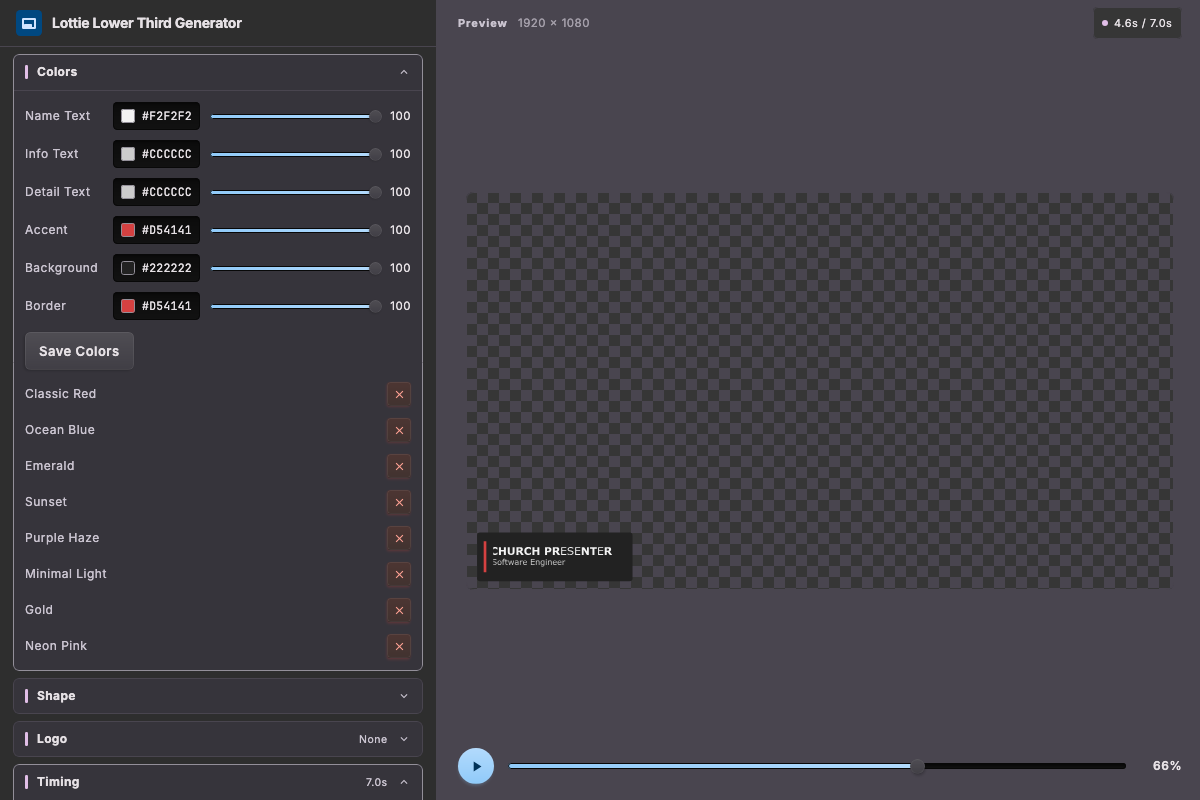 Lottie Lower Third Generator
Colors
Name Text #F2F2F2 100
Info Text #CCCCCC 100
Detail Text #CCCCCC 100
Accent #D54141 100
Background #222222 100
Border #D54141 100
Save Colors
Classic Red
Ocean Blue
Emerald
Sunset
Purple Haze
Minimal Light
Gold
Neon Pink
Shape
Logo None
Timing 7.0s
Preview 1920 × 1080
4.6s / 7.0s
CHURCH PRESENTER
Software Engineer
66%